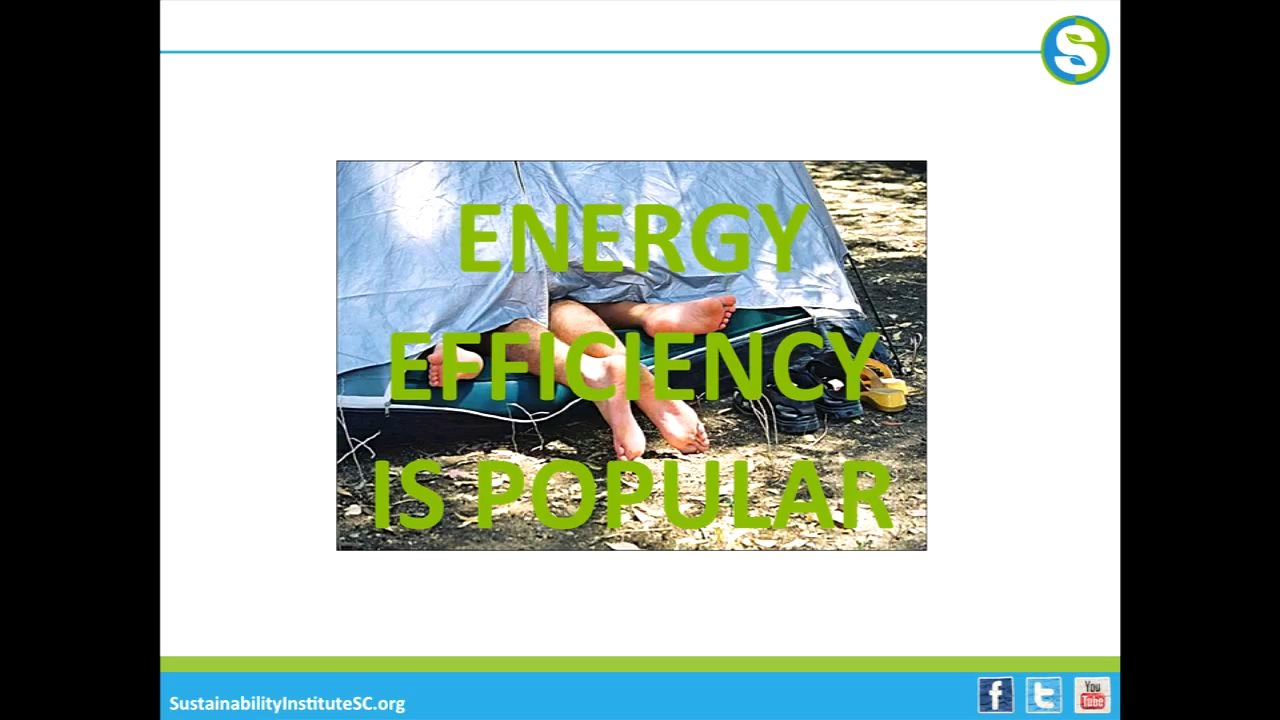 ENERGY
EFFICIENCY
IS POPULAR
SustainabilityInstituteSC.org
You
Tube